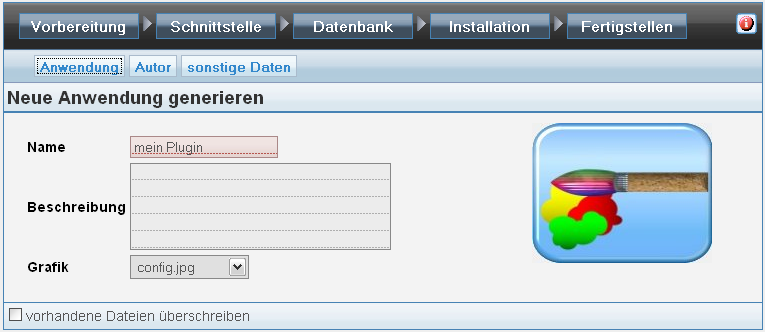 Vorbereitung Schnittstelle Datenbank Installation Fertigstellen
Anwendung Autor sonstige Daten
Neue Anwendung generieren
Name mein Plugin
Beschreibung
Grafik config.jpg
vorhandene Dateien überschreiben